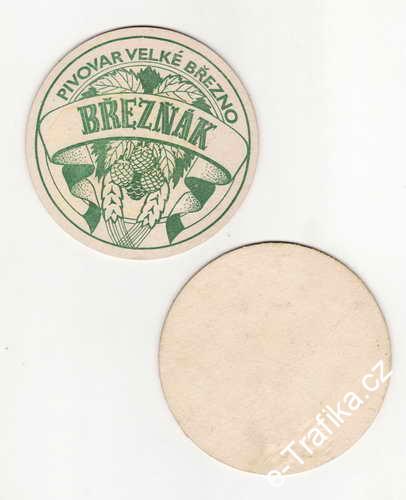 PIVOVAR VELKÉ BŘEZNO
BŘEZŇÁK
e-Trafika.cz